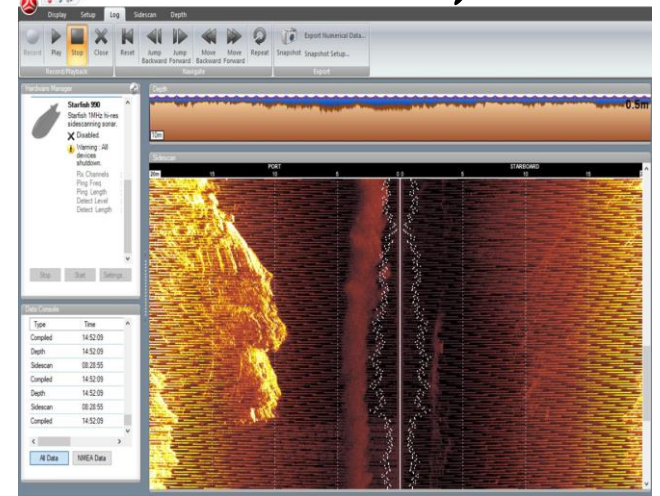 Display Setup Log Sidescan Depth
Record Play Stop Close Reset Jump Backward Jump Forward Move Backward Move Forward Repeat Snapshot Export Numerical Data...
Snapshot Setup...
Record/Playback Navigate Export
Hardware Manager
Starfish 990
Starfish 1MHz hi-res
sidescanning sonar.
Disabled.
Warning : All
devices
shutdown.
Rx Channels :
Ping Freq :
Ping Length :
Detect Level :
Detect Length :
Stop Start Settings...
Data Console
Type Time
Compiled 14:52:09
Depth 14:52:09
Sidescan 08:28:55
Compiled 14:52:09
Depth 14:52:09
Sidescan 08:28:55
Compiled 14:52:09
All Data NMEA Data
Depth
0.5m
10m
Sidescan
PORT STARBOARD
20m 15 10 5 0 0 5 10 15